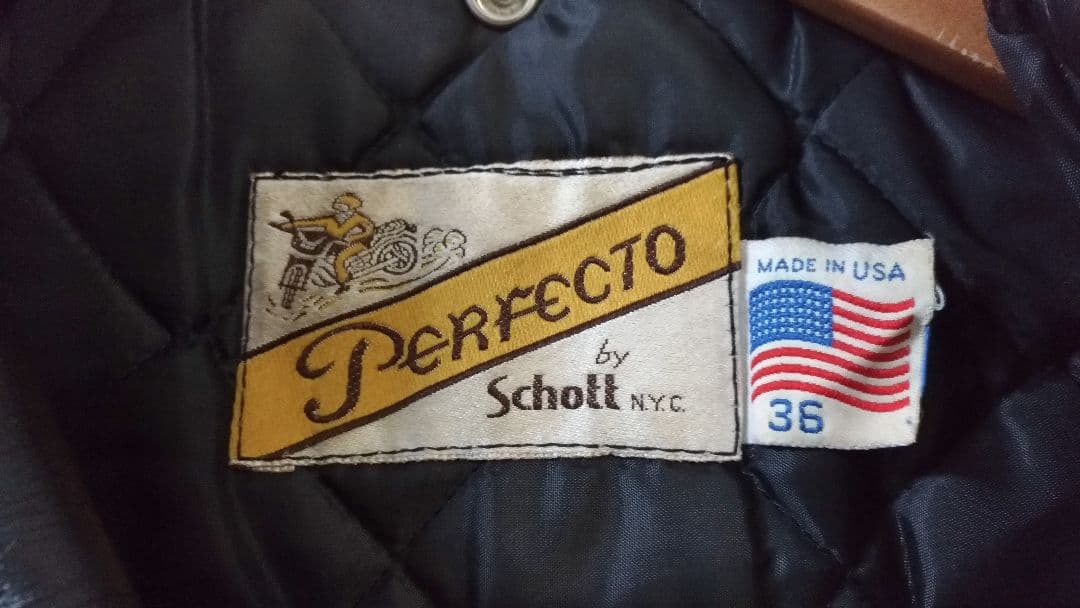 PERFECTO
by
Schott N.Y.C.
MADE IN USA
36